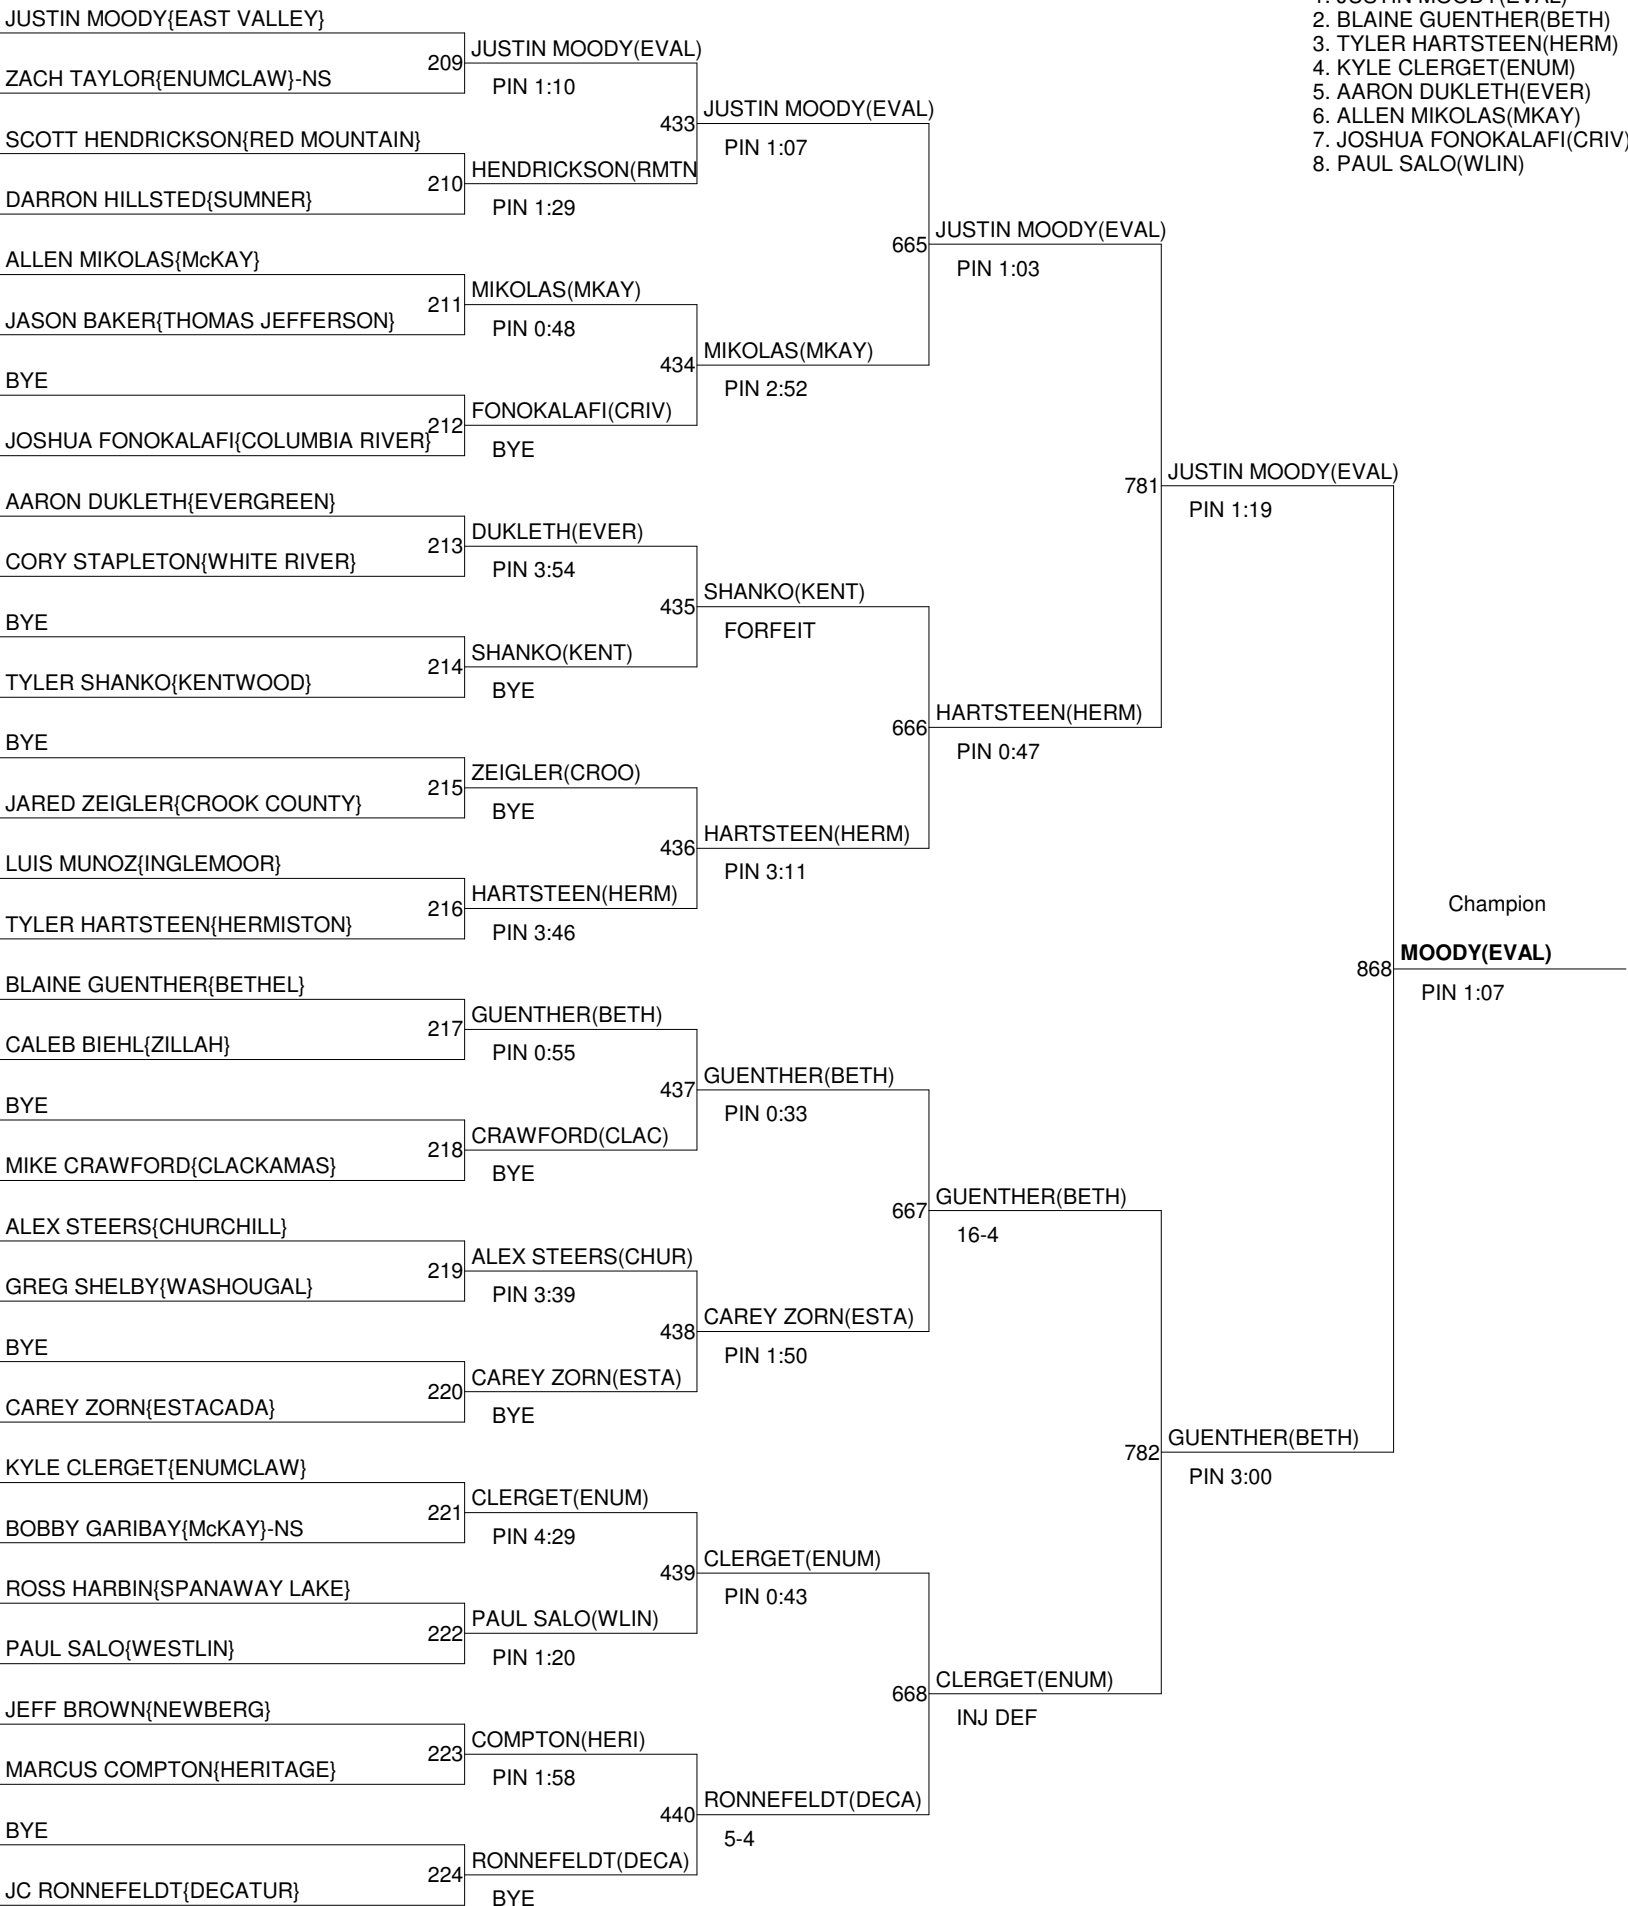 JUSTIN MOODY{EAST VALLEY}
ZACH TAYLOR{ENUMCLAW}-NS
SCOTT HENDRICKSON{RED MOUNTAIN}
DARRON HILLSTED{SUMNER}
ALLEN MIKOLAS{McKAY}
JASON BAKER{THOMAS JEFFERSON}
BYE
JOSHUA FONOKALAFI{COLUMBIA RIVER}
AARON DUKLETH{EVERGREEN}
CORY STAPLETON{WHITE RIVER}
BYE
TYLER SHANKO{KENTWOOD}
BYE
JARED ZEIGLER{CROOK COUNTY}
LUIS MUNOZ{INGLEMOOR}
TYLER HARTSTEEN{HERMISTON}
BLAINE GUENTHER{BETHEL}
CALEB BIEHL{ZILLAH}
BYE
MIKE CRAWFORD{CLACKAMAS}
ALEX STEERS{CHURCHILL}
GREG SHELBY{WASHOUGAL}
BYE
CAREY ZORN{ESTACADA}
KYLE CLERGET{ENUMCLAW}
BOBBY GARIBAY{McKAY}-NS
ROSS HARBIN{SPANAWAY LAKE}
PAUL SALO{WESTLIN}
JEFF BROWN{NEWBERG}
MARCUS COMPTON{HERITAGE}
BYE
JC RONNEFELDT{DECATUR}
209 JUSTIN MOODY(EVAL)
PIN 1:10
210 HENDRICKSON(RMTN
PIN 1:29
211 MIKOLAS(MKAY)
PIN 0:48
212 FONOKALAFI(CRIV)
BYE
213 DUKLETH(EVER)
PIN 3:54
214 SHANKO(KENT)
BYE
215 ZEIGLER(CROO)
BYE
216 HARTSTEEN(HERM)
PIN 3:46
217 GUENTHER(BETH)
PIN 0:55
218 CRAWFORD(CLAC)
BYE
219 ALEX STEERS(CHUR)
PIN 3:39
220 CAREY ZORN(ESTA)
BYE
221 CLERGET(ENUM)
PIN 4:29
222 PAUL SALO(WLIN)
PIN 1:20
223 COMPTON(HERI)
PIN 1:58
224 RONNEFELDT(DECA)
BYE
433 JUSTIN MOODY(EVAL)
PIN 1:07
434 MIKOLAS(MKAY)
PIN 2:52
435 SHANKO(KENT)
FORFEIT
436 HARTSTEEN(HERM)
PIN 3:11
437 GUENTHER(BETH)
PIN 0:33
438 CAREY ZORN(ESTA)
PIN 1:50
439 CLERGET(ENUM)
PIN 0:43
440 RONNEFELDT(DECA)
5-4
665 JUSTIN MOODY(EVAL)
PIN 1:03
666 HARTSTEEN(HERM)
PIN 0:47
667 GUENTHER(BETH)
16-4
668 CLERGET(ENUM)
INJ DEF
781 JUSTIN MOODY(EVAL)
PIN 1:19
782 GUENTHER(BETH)
PIN 3:00
Champion
868 MOODY(EVAL)
PIN 1:07
1. JUSTIN MOODY(EVAL)
2. BLAINE GUENTHER(BETH)
3. TYLER HARTSTEEN(HERM)
4. KYLE CLERGET(ENUM)
5. AARON DUKLETH(EVER)
6. ALLEN MIKOLAS(MKAY)
7. JOSHUA FONOKALAFI(CRIV)
8. PAUL SALO(WLIN)